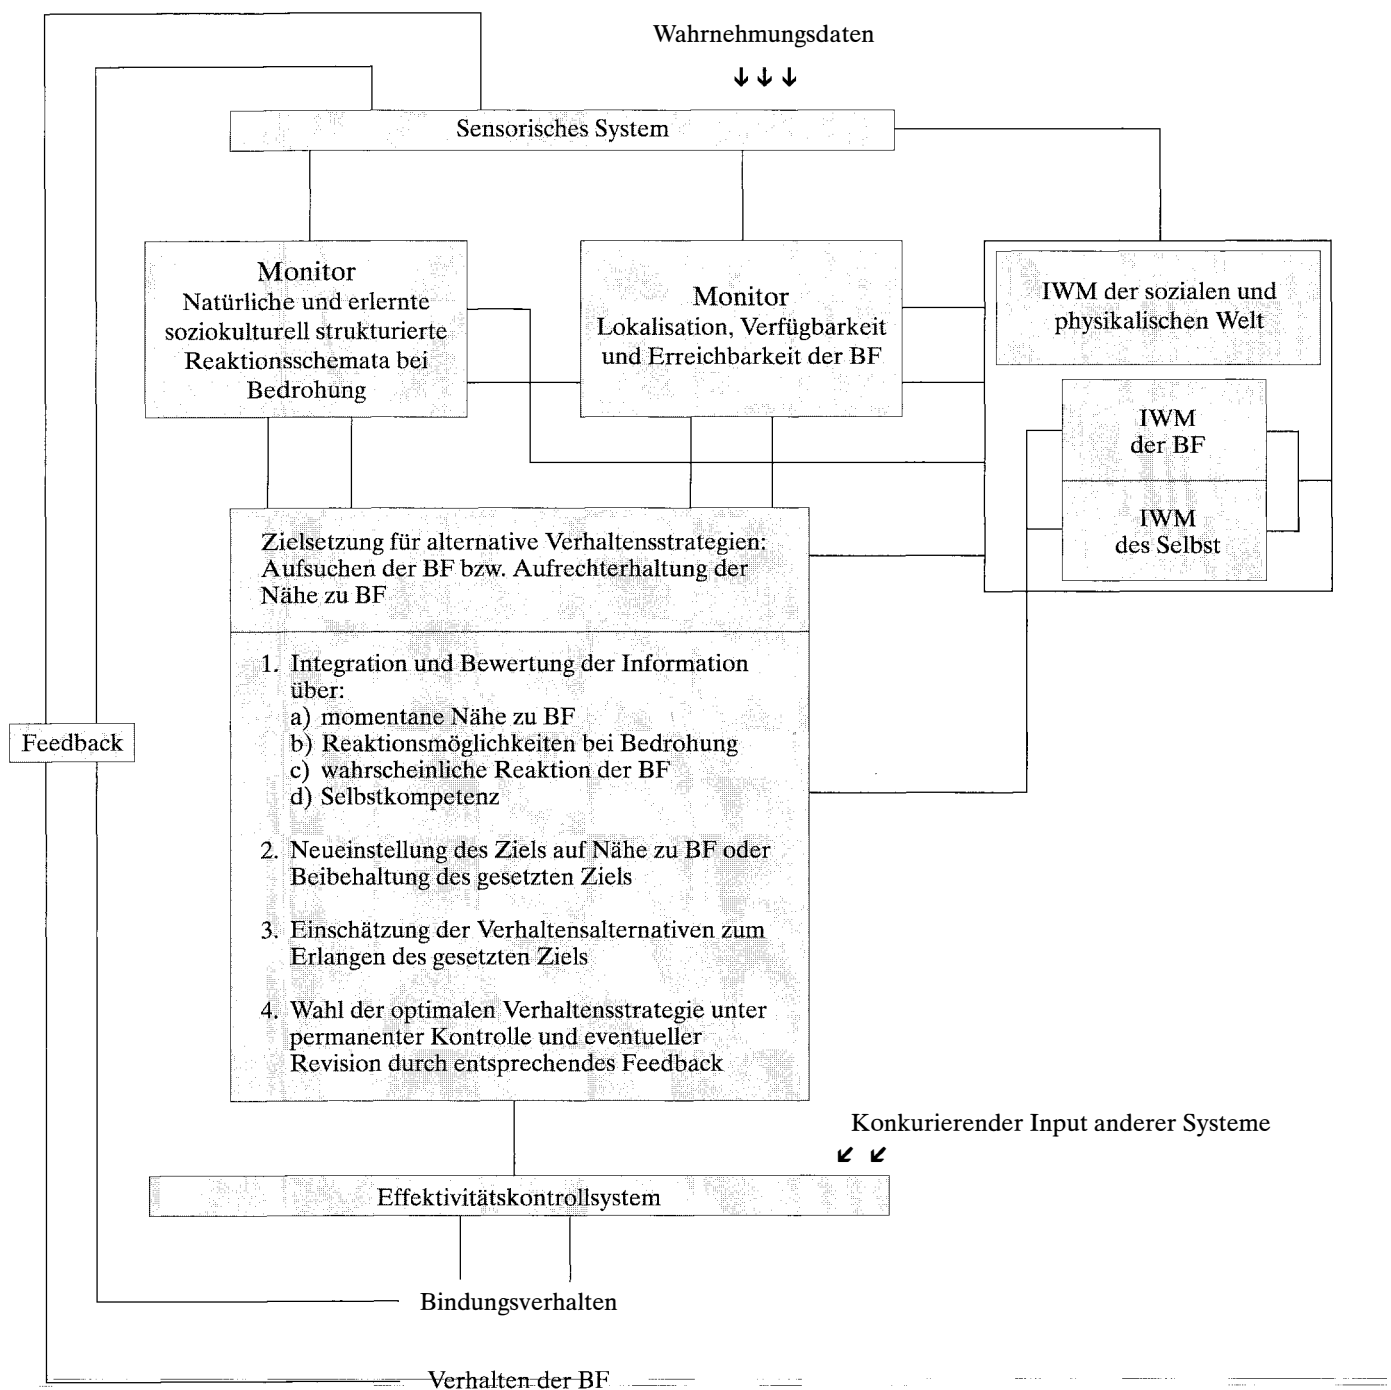 Wahrnehmungsdaten
Sensorisches System
Monitor
Natürliche und erlernte
soziokulturell strukturierte
Reaktionsschemata bei
Bedrohung
Monitor
Lokalisation, Verfügbarkeit
und Erreichbarkeit der BF
IWM der sozialen und
physikalischen Welt
IWM
der BF
IWM
des Selbst
Zielsetzung für alternative Verhaltensstrategien:
Aufsuchen der BF bzw. Aufrechterhaltung der
Nähe zu BF
1. Integration und Bewertung der Information
über:
a) momentane Nähe zu BF
b) Reaktionsmöglichkeiten bei Bedrohung
c) wahrscheinliche Reaktion der BF
d) Selbstkompetenz
2. Neueinstellung des Ziels auf Nähe zu BF oder
Beibehaltung des gesetzten Ziels
3. Einschätzung der Verhaltensalternativen zum
Erlangen des gesetzten Ziels
4. Wahl der optimalen Verhaltensstrategie unter
permanenter Kontrolle und eventueller
Revision durch entsprechendes Feedback
Feedback
Konkurierender Input anderer Systeme
Effektivitätskontrollsystem
Bindungsverhalten
Verhalten der BF